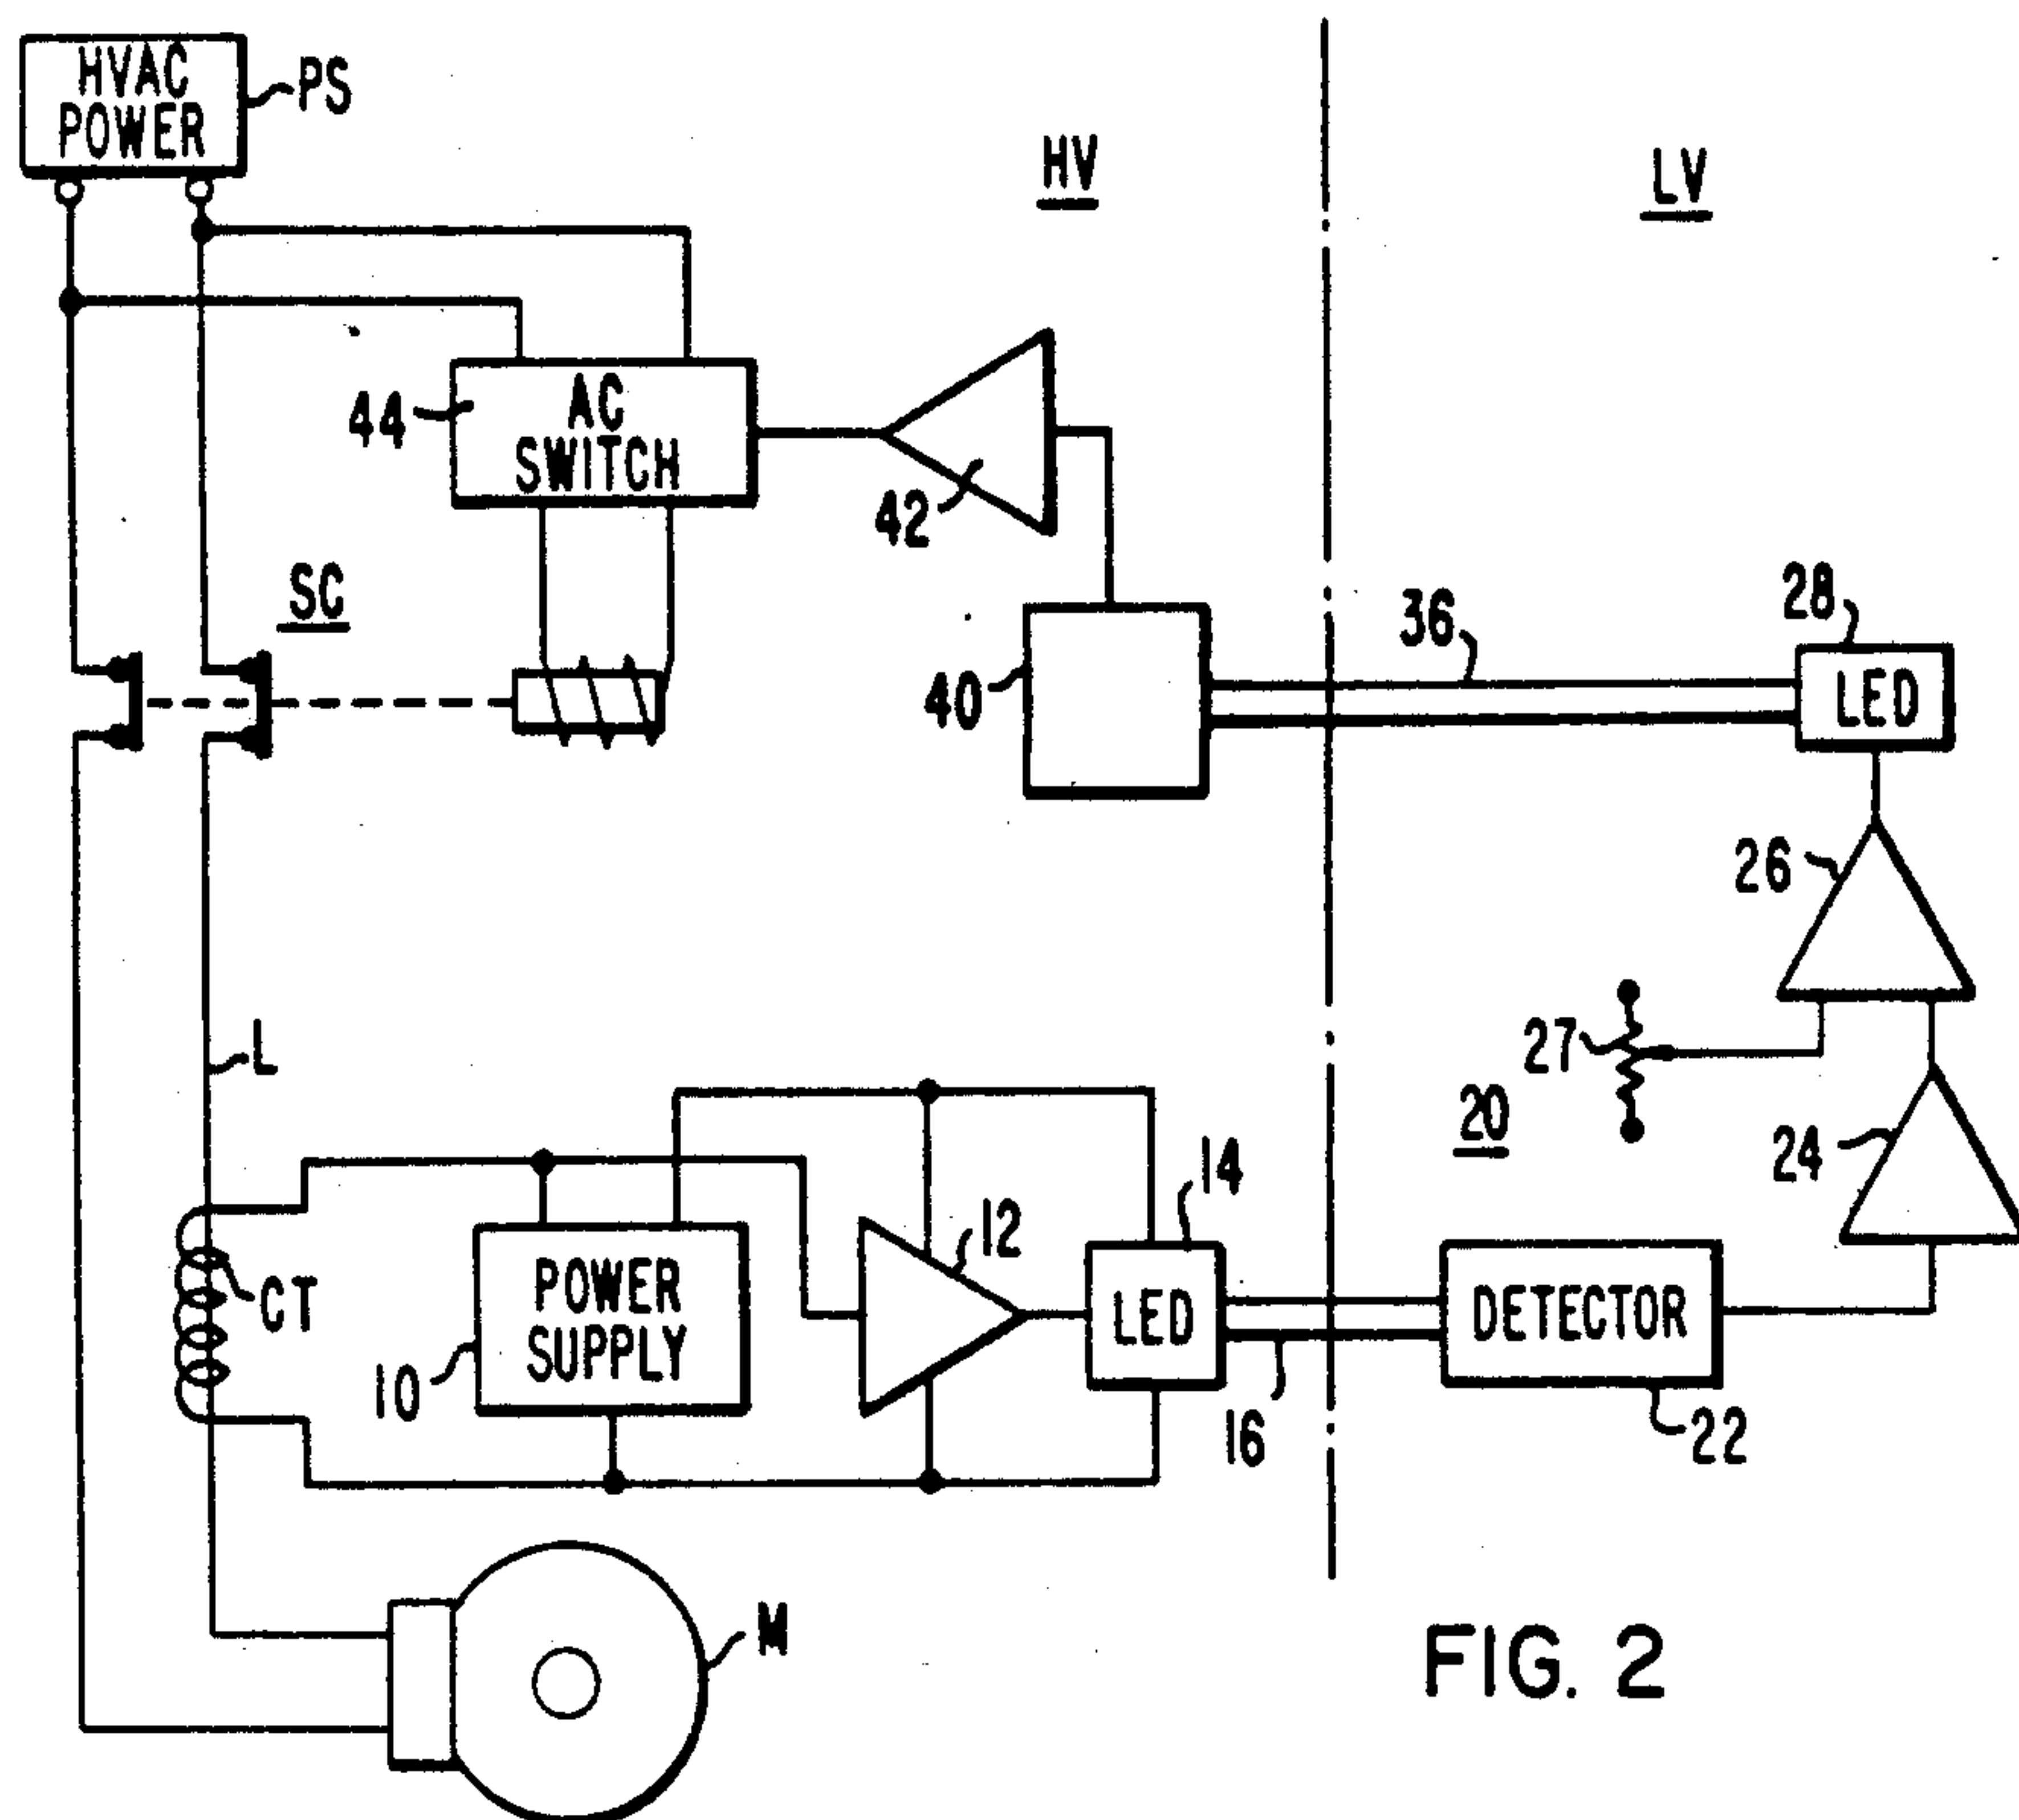 HVAC
POWER
PS
HV
LV
44
AC
SWITCH
42
SC
36
28
LED
40
26
27
L
20
24
14
12
CT
POWER
SUPPLY
LED
DETECTOR
10
16
22
M
FIG. 2